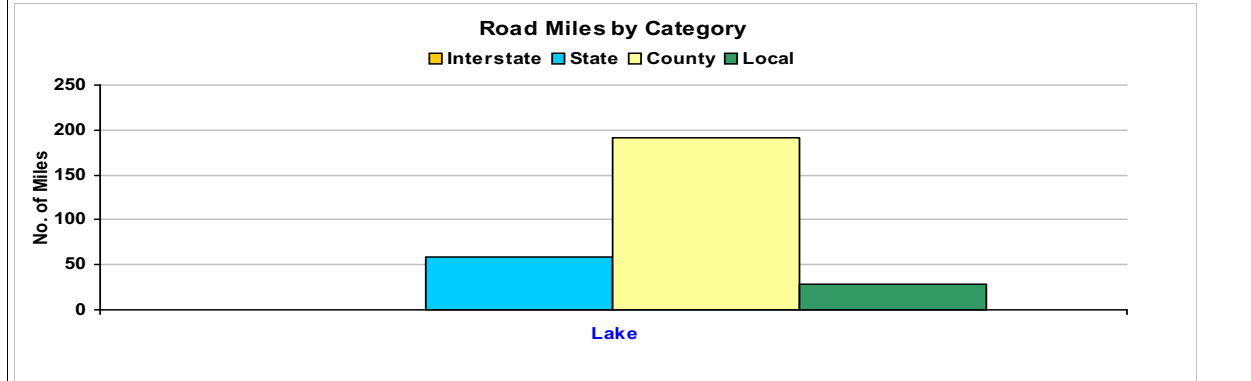 Road Miles by Category
Interstate State County Local
250
200
150
100
50
0
No. of Miles
Lake